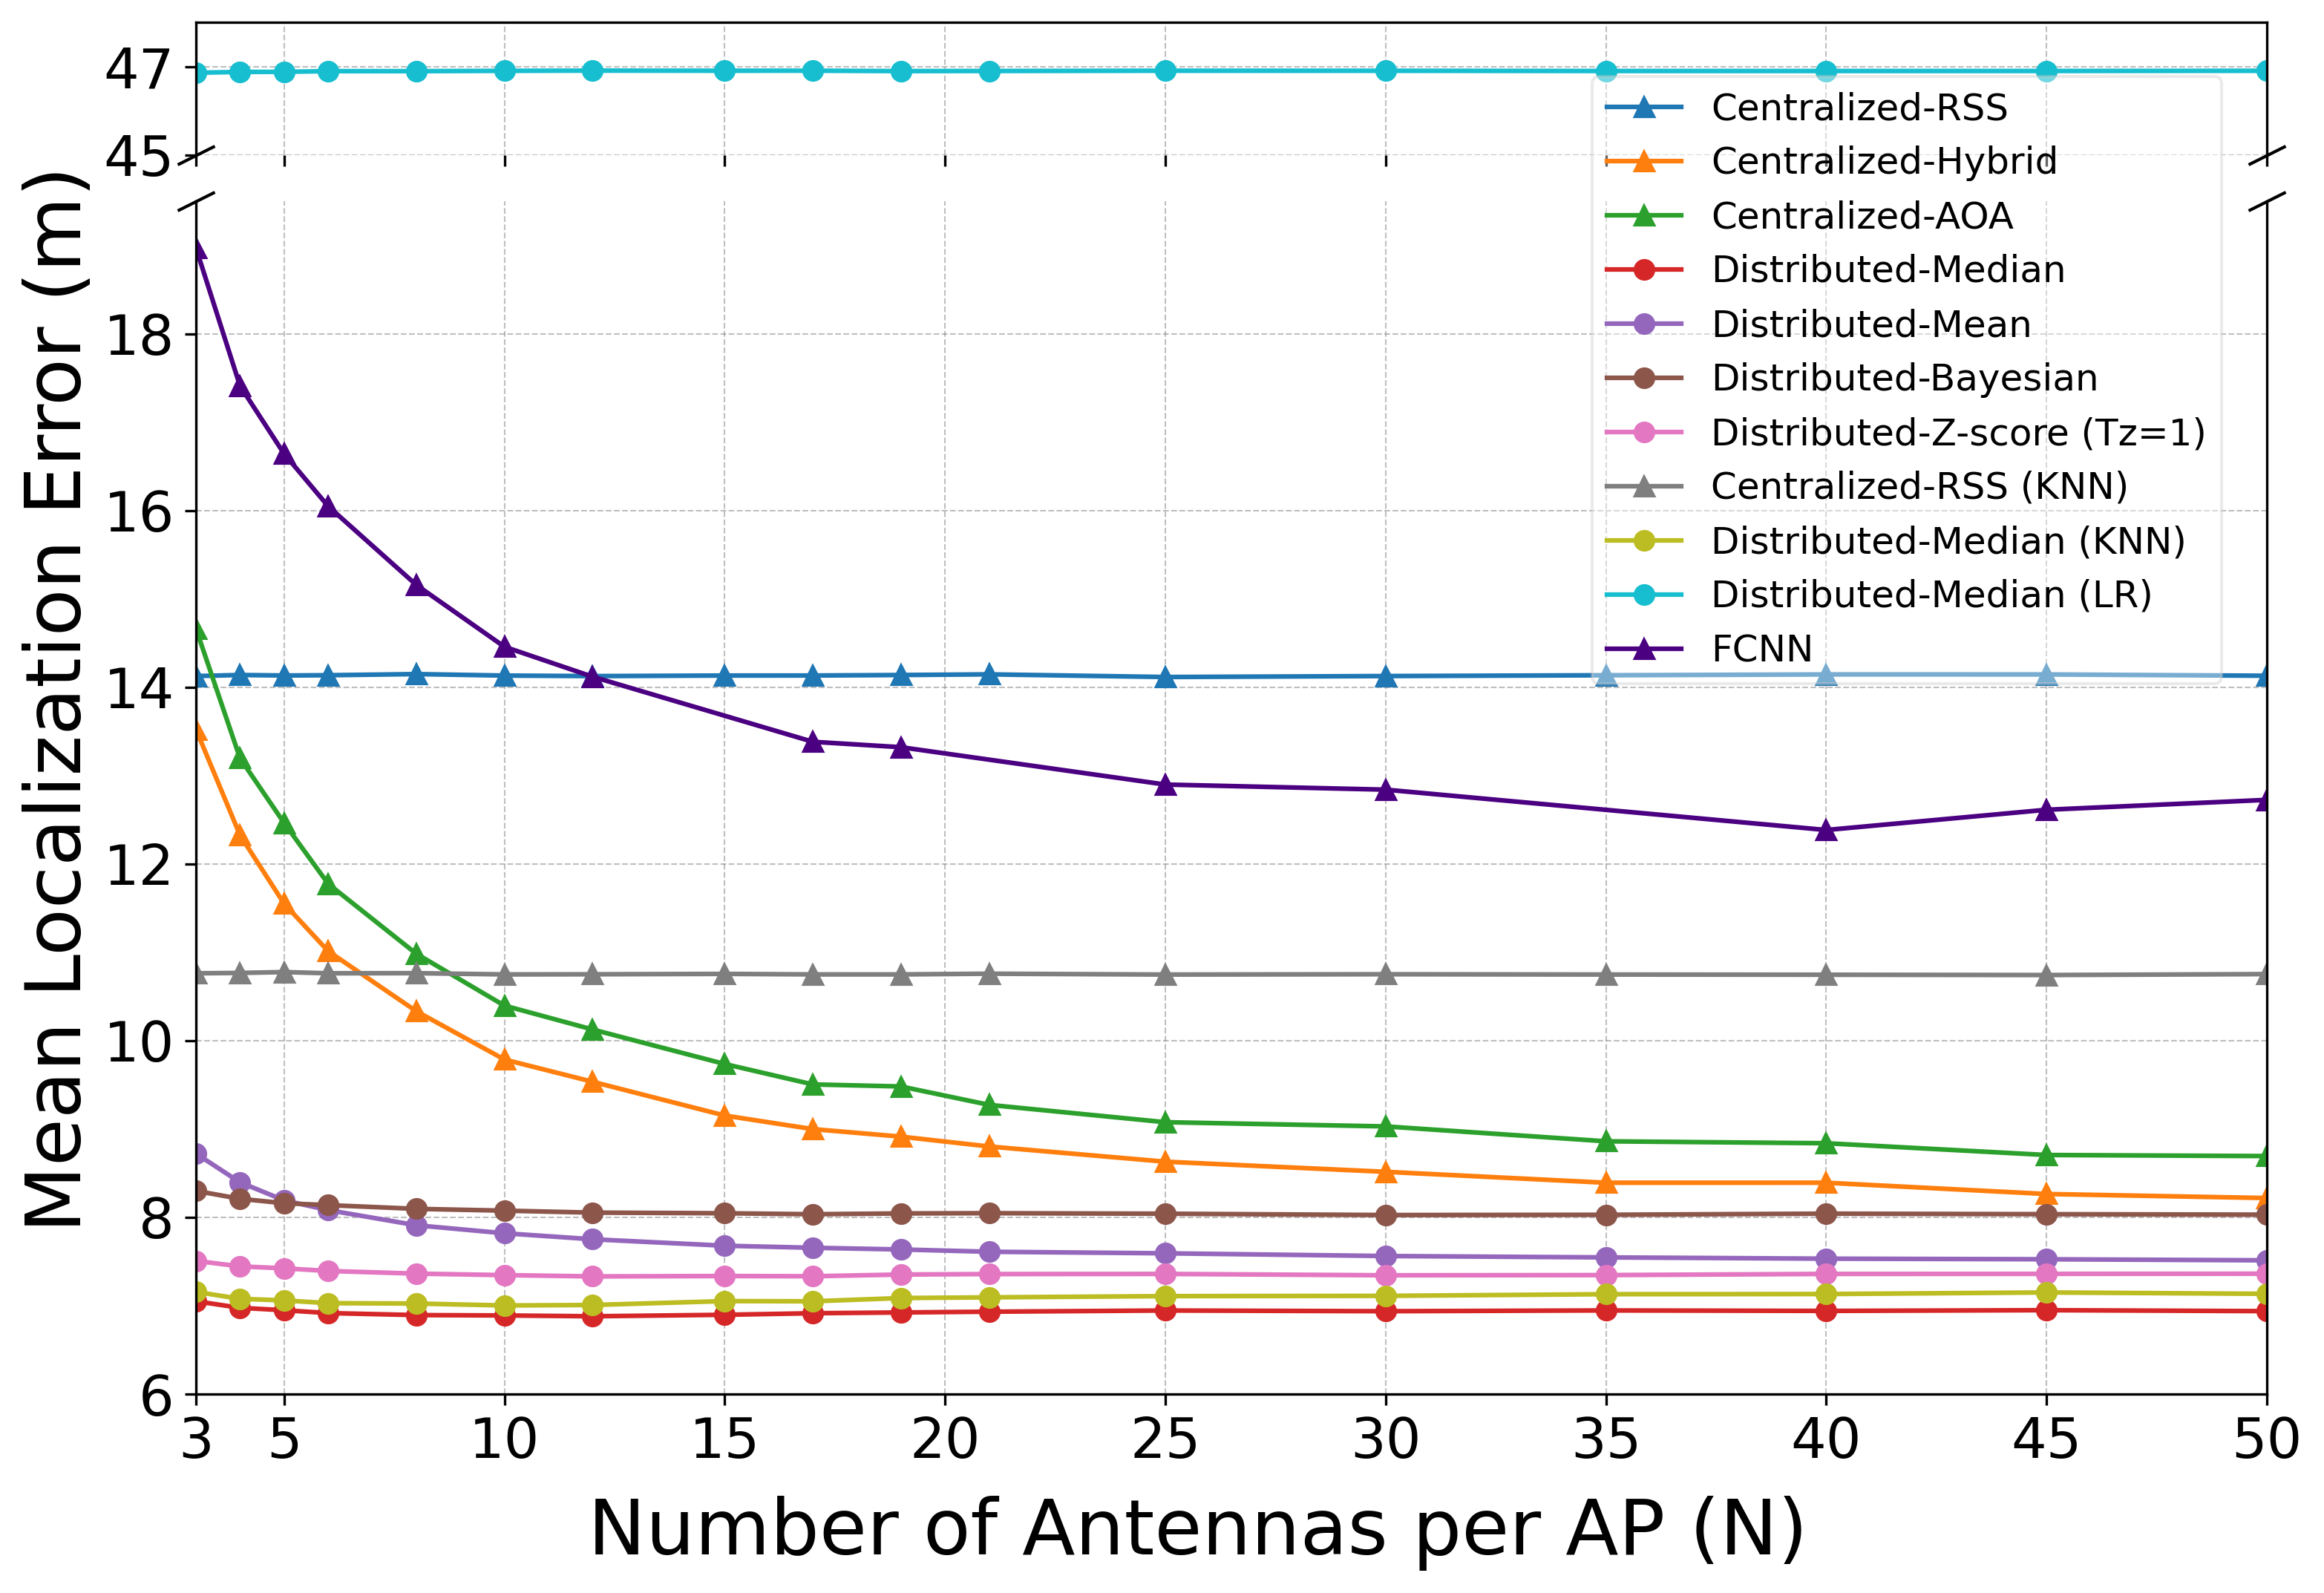 47
45
18
16
14
12
10
8
6
Mean Localization Error (m)
Centralized-RSS
Centralized-Hybrid
Centralized-AOA
Distributed-Median
Distributed-Mean
Distributed-Bayesian
Distributed-Z-score (Tz=1)
Centralized-RSS (KNN)
Distributed-Median (KNN)
Distributed-Median (LR)
FCNN
3 5 10 15 20 25 30 35 40 45 50
Number of Antennas per AP (N)